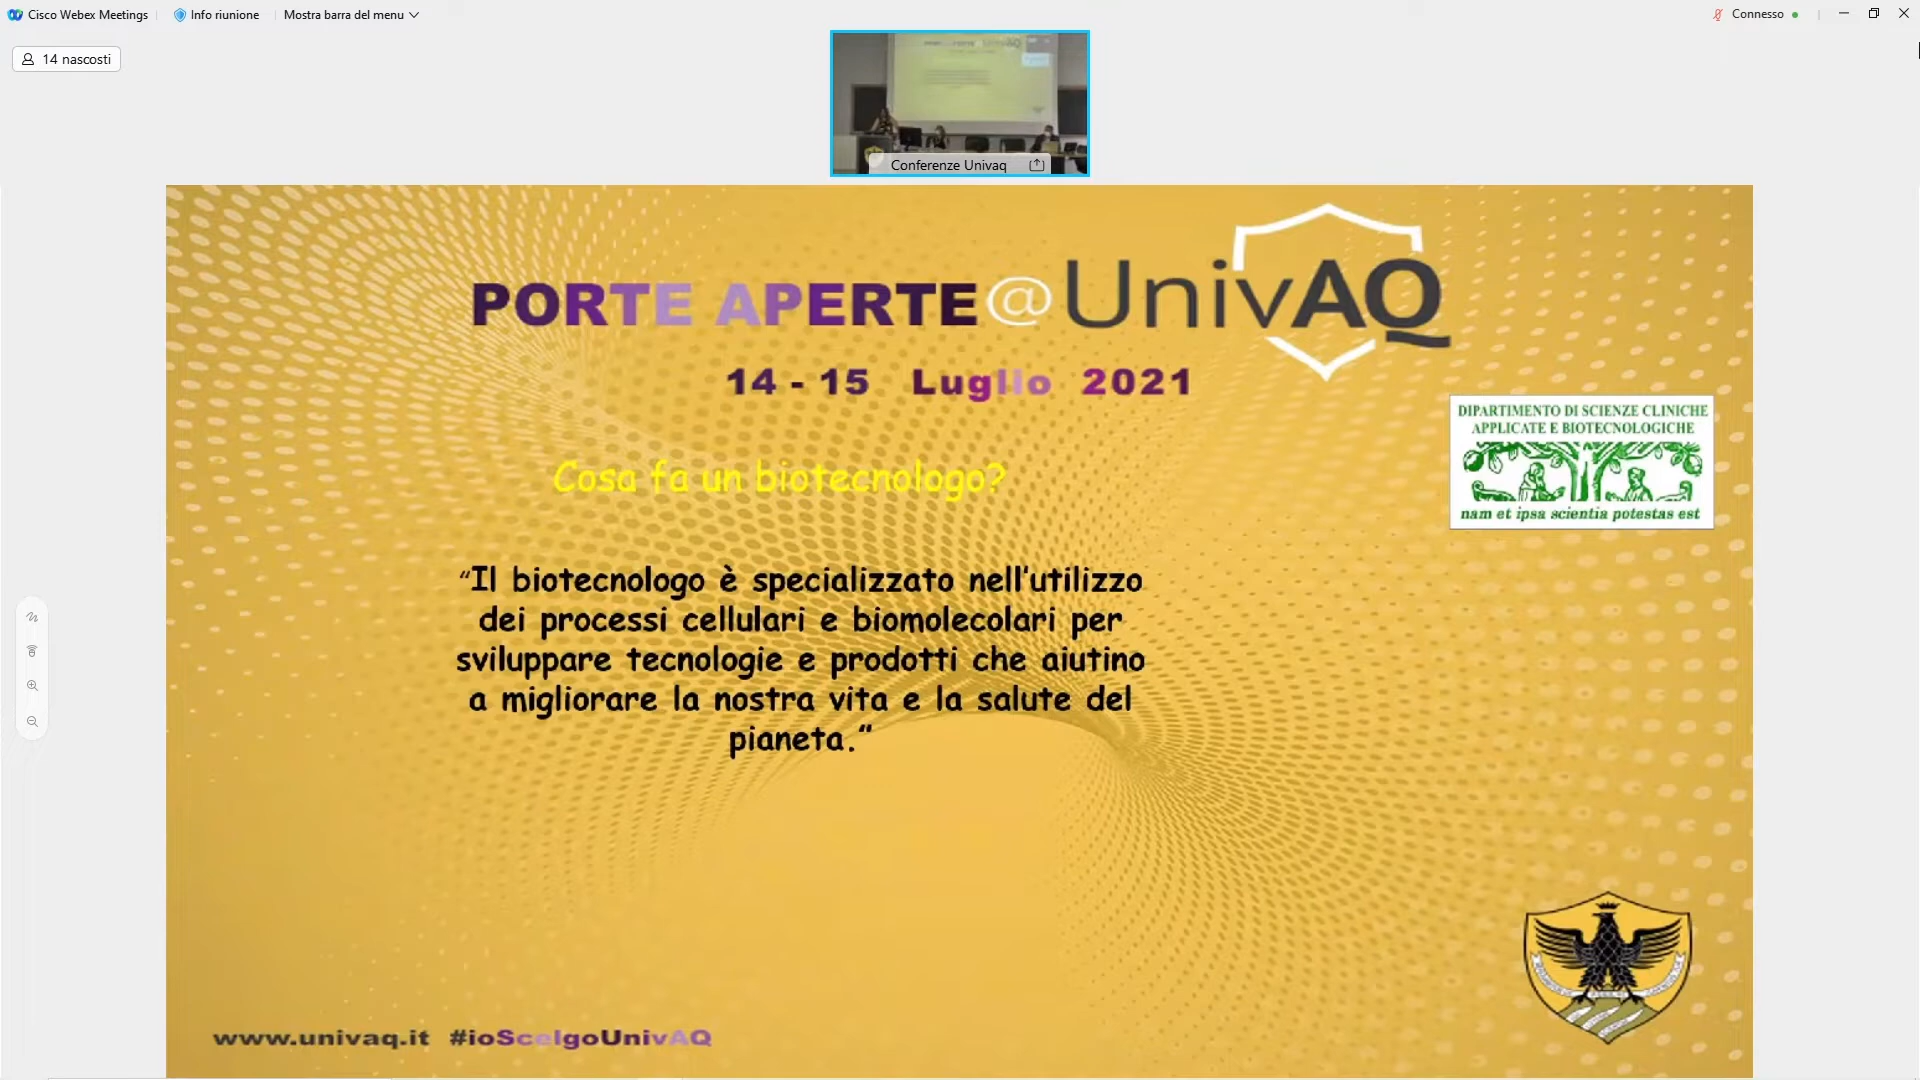 Cisco Webex Meetings
Info riunione
Mostra barra del menu
Connesso
14 nascosti
Conferenze Univaq
PORTE APERTE@UnivAQ
14 - 15 Luglio 2021
DIPARTIMENTO DI SCIENZE CLINICHE
APPLICATE E BIOTECNOLOGICHE
nam et ipsa scientia potestas est
Cosa fa un biotecnologo?
“Il biotecnologo è specializzato nell’utilizzo
dei processi cellulari e biomolecolari per
sviluppare tecnologie e prodotti che aiutino
a migliorare la nostra vita e la salute del
pianeta.“
www.univaq.it #ioScelgoUnivAQ